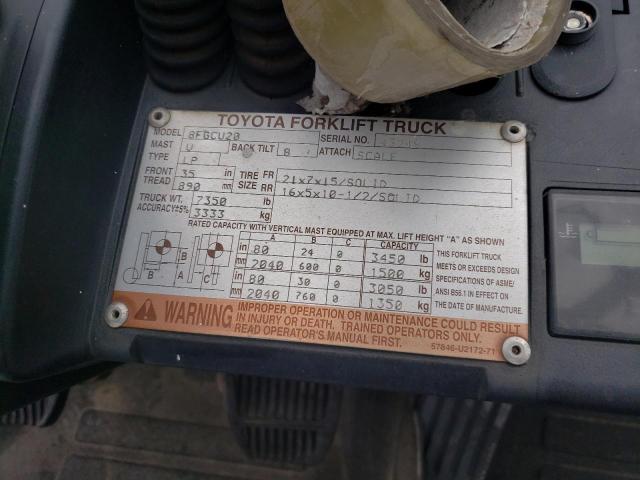 TOYOTA FORKLIFT TRUCK
MODEL 8FGCU20 SERIAL NO.
MAST V BACK TILT 8 ATTACH SCALE
TYPE LP
FRONT TREAD 35 in 890 mm
TIRE SIZE FR 21x7x15/SOLID
RR 16x5x10-1/2/SOLID
TRUCK WT. ACCURACY±5% 7350 lb 3333 kg
RATED CAPACITY WITH VERTICAL MAST EQUIPPED AT MAX. LIFT HEIGHT "A" AS SHOWN
A B C CAPACITY
in 80 24 0 3450 lb
mm 2040 600 0 1500 kg
in 80 30 0 3050 lb
mm 2040 760 0 1350 kg
B A C
THIS FORKLIFT TRUCK
MEETS OR EXCEEDS DESIGN
SPECIFICATIONS OF ASME/
ANSI B56.1 IN EFFECT ON
THE DATE OF MANUFACTURE.
WARNING
IMPROPER OPERATION OR MAINTENANCE COULD RESULT
IN INJURY OR DEATH. TRAINED OPERATORS ONLY.
READ OPERATOR'S MANUAL FIRST.
57846-U2172-71